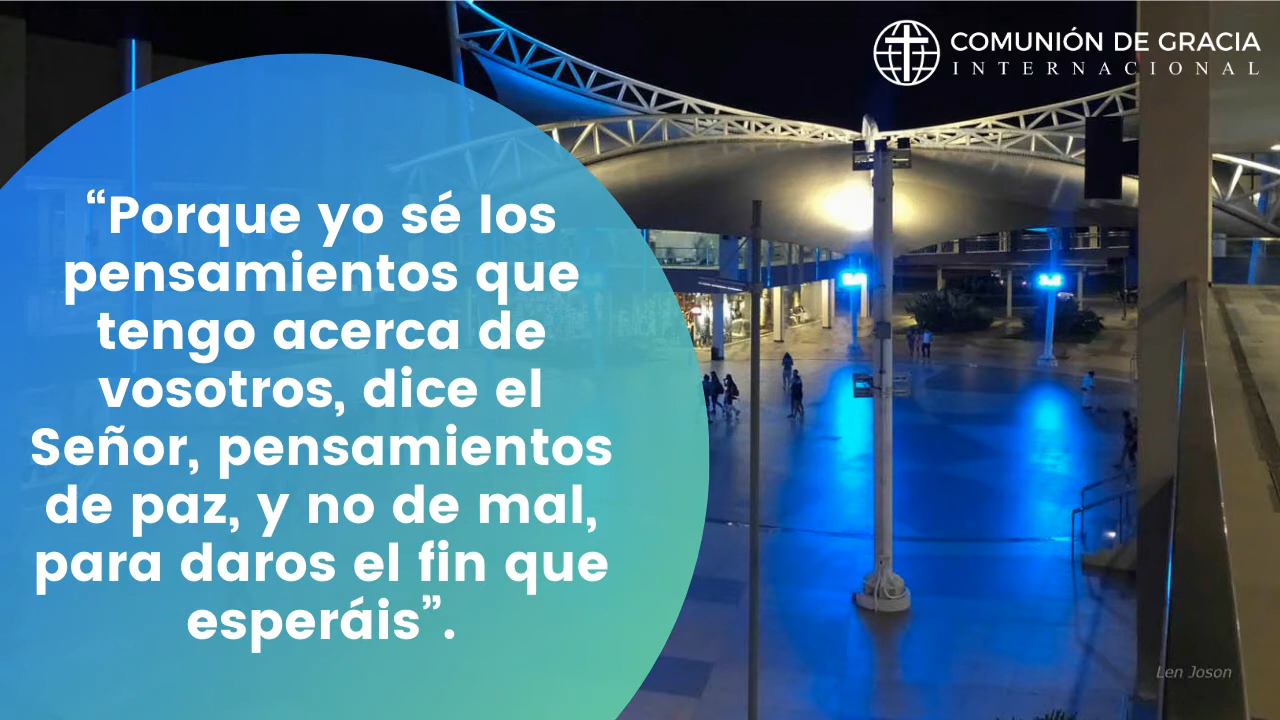 COMUNIÓN DE GRACIA
INTERNACIONAL
“Porque yo sé los
pensamientos que
tengo acerca de
vosotros, dice el
Señor, pensamientos
de paz, y no de mal,
para daros el fin que
esperáis”.
Len Joson